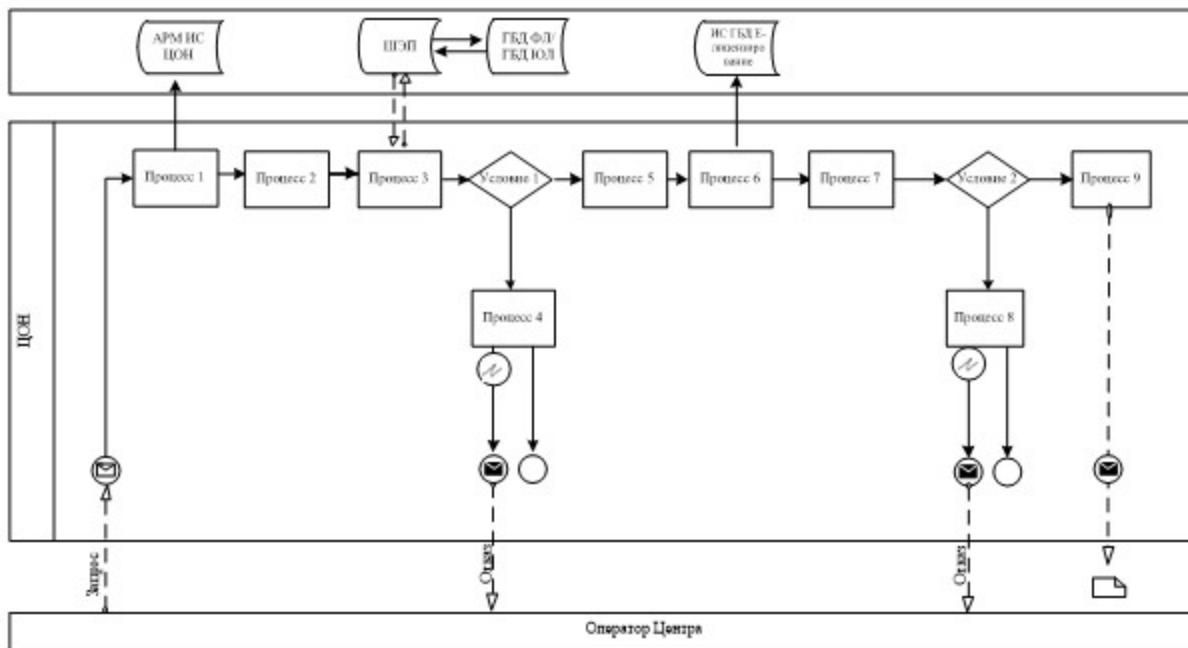 АРМ ИС
ЦОН
ШЭП
ГБД ФЛ/
ГБД ЮЛ
ИС ГБД Е-
лицензиро
вание
Процесс 1
Процесс 2
Процесс 3
Условие 1
Процесс 5
Процесс 6
Процесс 7
Условие 2
Процесс 9
Процесс 4
Процесс 8
ЦОН
Запрос
Отказ
Отказ
Оператор Центра